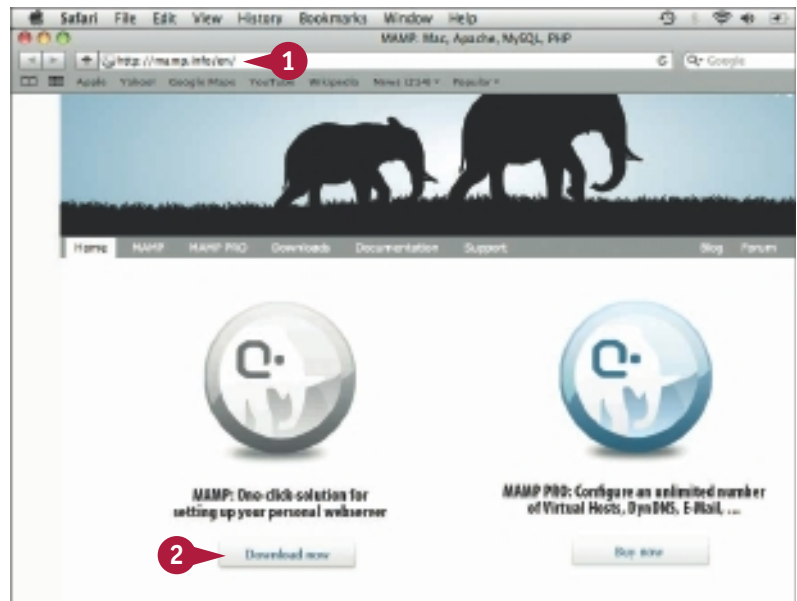 Safari File Edit View History Bookmarks Window Help
MAMP: Mac, Apache, MySQL, PHP
http://mamp.info/en/
1
Google
Apple Yahoo! Google Maps YouTube Wikipedia News (234) Popular
Home MAMP MAMP PRO Downloads Documentation Support Blog Forum
MAMP: One-click-solution for
setting up your personal webserver
MAMP PRO: Configure an unlimited number
of Virtual Hosts, DynDNS, E-Mail, ...
2
Download now
Buy now